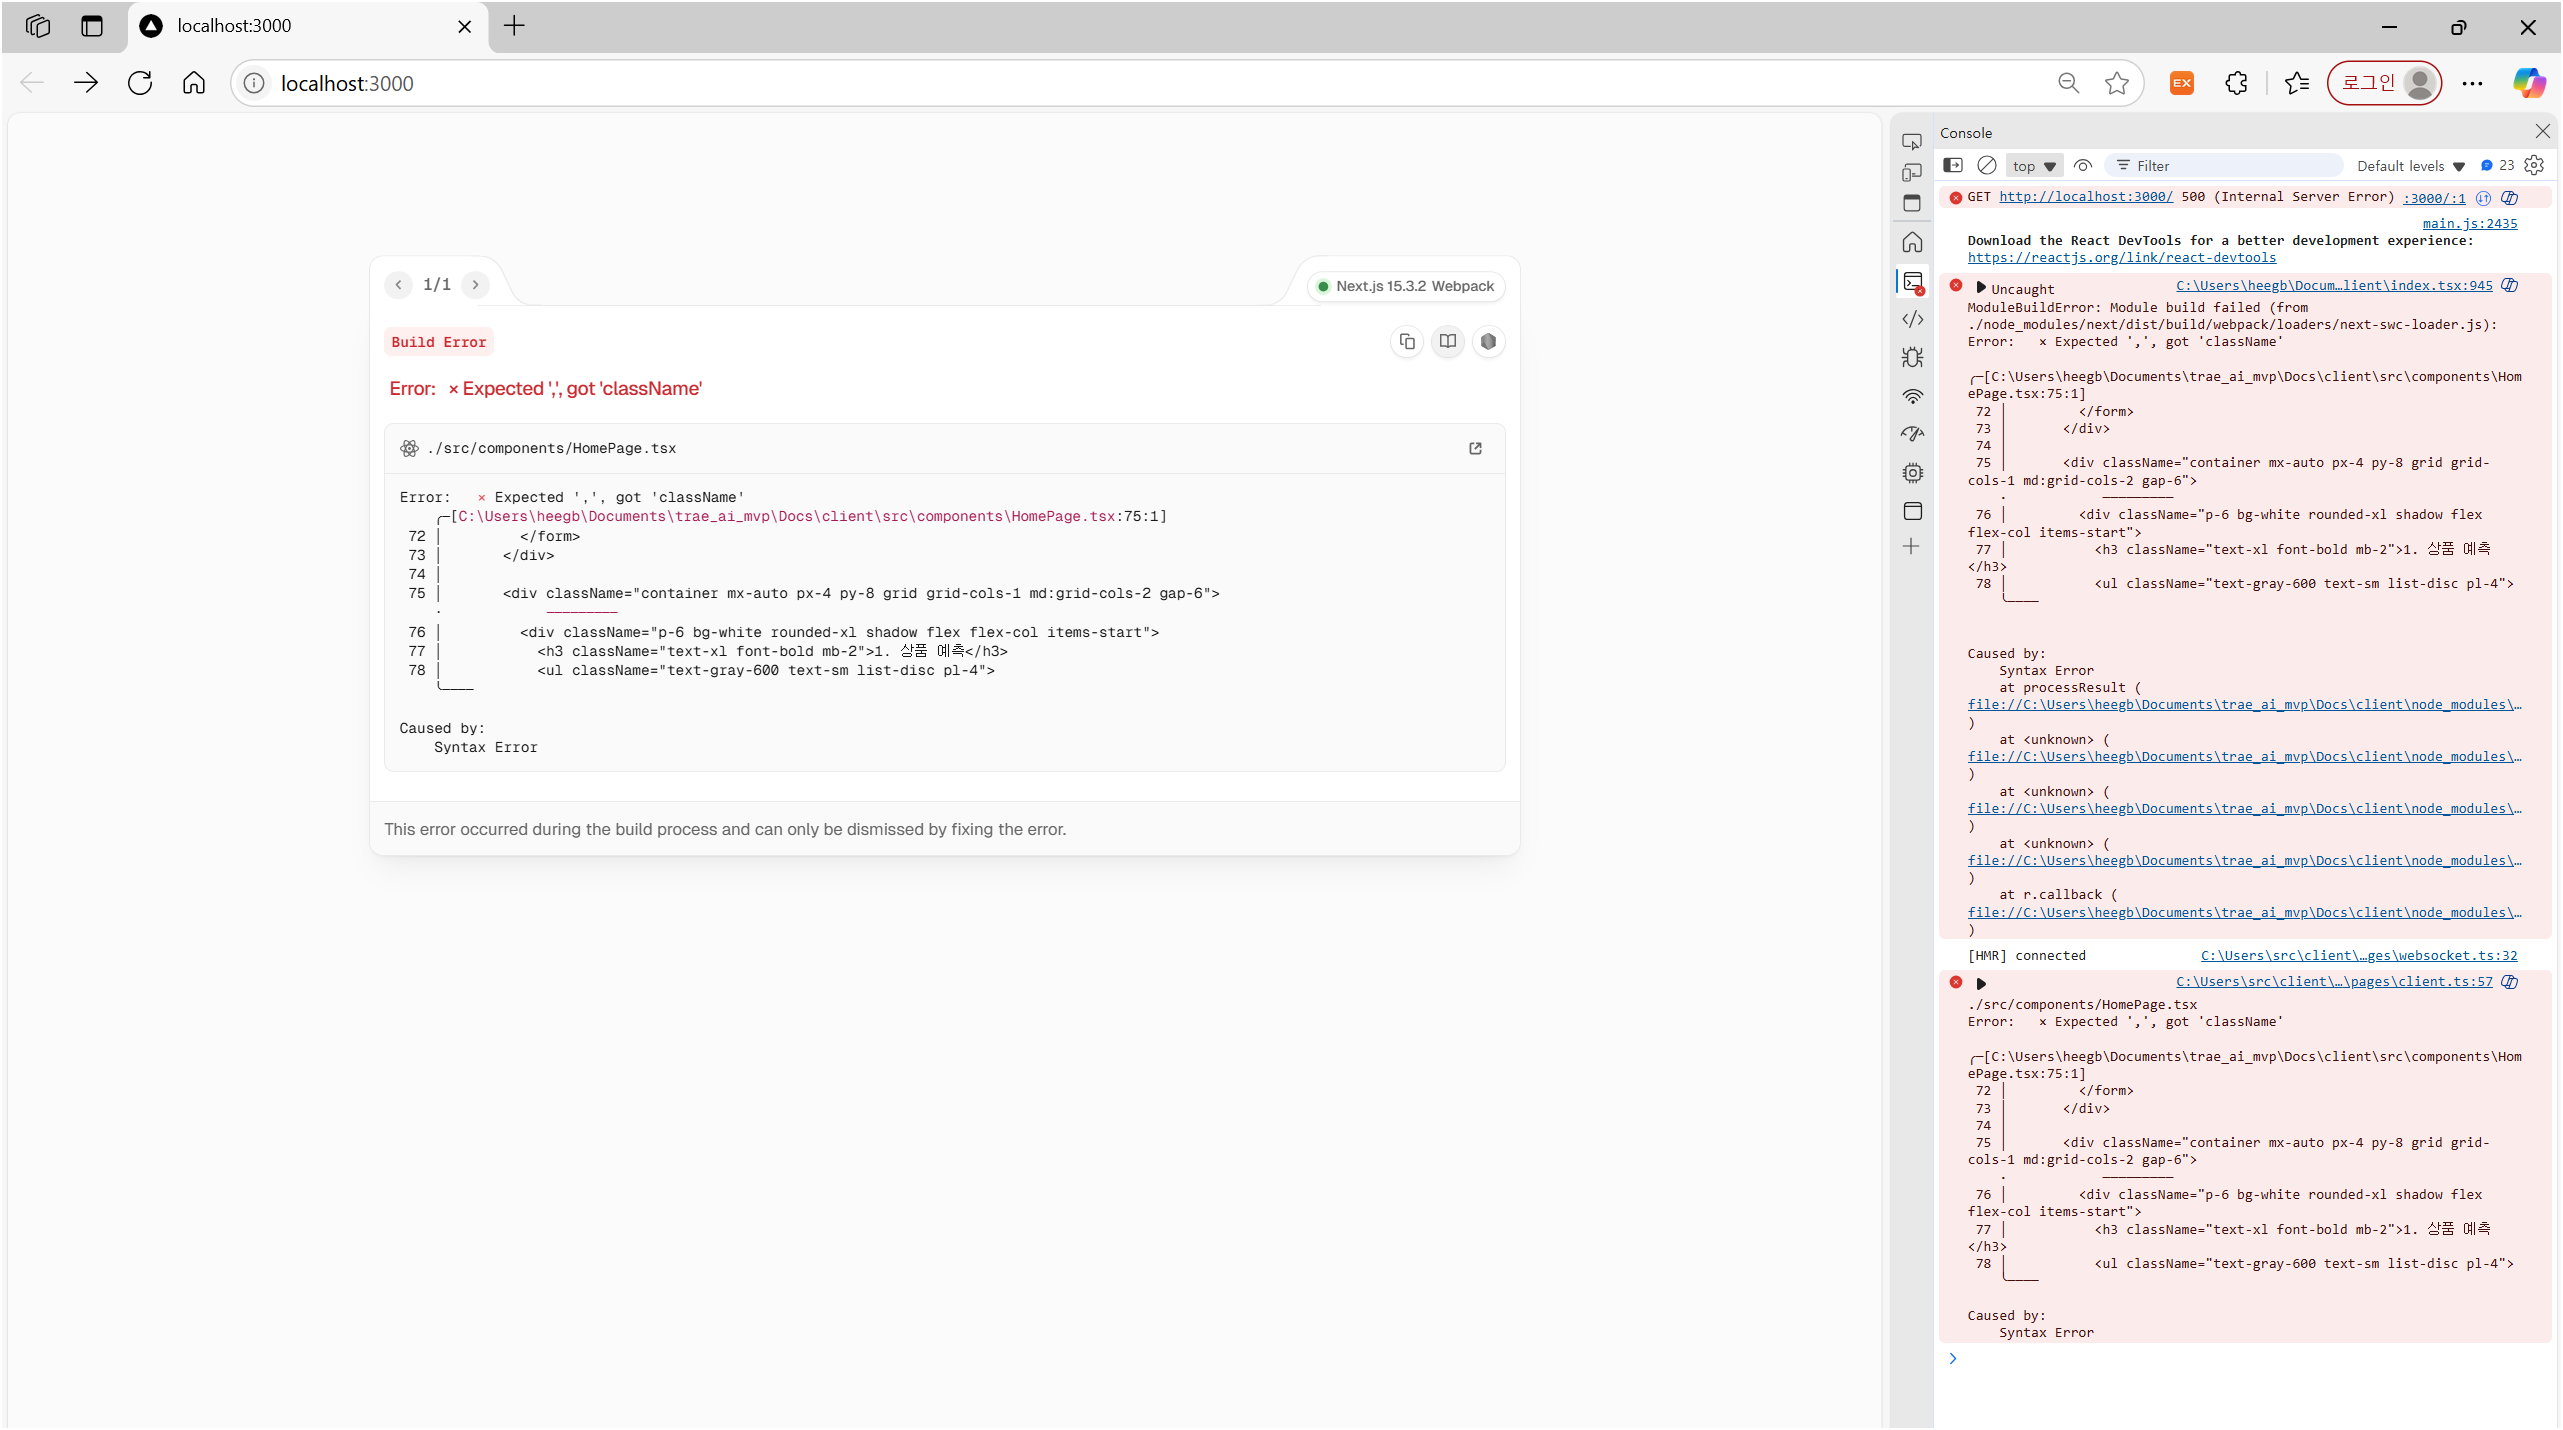 localhost:3000
localhost:3000
EX
로그인
1/1
Next.js 15.3.2 Webpack
Build Error
Error: × Expected ',', got 'className'
./src/components/HomePage.tsx
Error:   × Expected ',', got 'className'
╭─[C:\Users\heegb\Documents\trae_ai_mvp\Docs\client\src\components\HomePage.tsx:75:1]
72 │         </form>
73 │       </div>
74 │
75 │       <div className="container mx-auto px-4 py-8 grid grid-cols-1 md:grid-cols-2 gap-6">
·            ─────────
76 │         <div className="p-6 bg-white rounded-xl shadow flex flex-col items-start">
77 │           <h3 className="text-xl font-bold mb-2">1. 상품 예측</h3>
78 │           <ul className="text-gray-600 text-sm list-disc pl-4">
╰────
Caused by:
    Syntax Error
This error occurred during the build process and can only be dismissed by fixing the error.
Console
top
Filter
Default levels
23
GET http://localhost:3000/ 500 (Internal Server Error) :3000/:1
main.js:2435
Download the React DevTools for a better development experience:
https://reactjs.org/link/react-devtools
Uncaught C:\Users\heegb\Docum…lient\index.tsx:945
ModuleBuildError: Module build failed (from
./node_modules/next/dist/build/webpack/loaders/next-swc-loader.js):
Error:   × Expected ',', got 'className'
╭─[C:\Users\heegb\Documents\trae_ai_mvp\Docs\client\src\components\Hom
ePage.tsx:75:1]
72 │         </form>
73 │       </div>
74 │
75 │       <div className="container mx-auto px-4 py-8 grid grid-
cols-1 md:grid-cols-2 gap-6">
·            ─────────
76 │         <div className="p-6 bg-white rounded-xl shadow flex
flex-col items-start">
77 │           <h3 className="text-xl font-bold mb-2">1. 상품 예측
</h3>
78 │           <ul className="text-gray-600 text-sm list-disc pl-4">
╰────
Caused by:
    Syntax Error
    at processResult (
file://C:\Users\heegb\Documents\trae_ai_mvp\Docs\client\node_modules\…
)
    at <unknown> (
file://C:\Users\heegb\Documents\trae_ai_mvp\Docs\client\node_modules\…
)
    at <unknown> (
file://C:\Users\heegb\Documents\trae_ai_mvp\Docs\client\node_modules\…
)
    at <unknown> (
file://C:\Users\heegb\Documents\trae_ai_mvp\Docs\client\node_modules\…
)
    at r.callback (
file://C:\Users\heegb\Documents\trae_ai_mvp\Docs\client\node_modules\…
)
[HMR] connected C:\Users\src\client\…ges\websocket.ts:32
C:\Users\src\client\…\pages\client.ts:57
./src/components/HomePage.tsx
Error:   × Expected ',', got 'className'
╭─[C:\Users\heegb\Documents\trae_ai_mvp\Docs\client\src\components\Hom
ePage.tsx:75:1]
72 │         </form>
73 │       </div>
74 │
75 │       <div className="container mx-auto px-4 py-8 grid grid-
cols-1 md:grid-cols-2 gap-6">
·            ─────────
76 │         <div className="p-6 bg-white rounded-xl shadow flex
flex-col items-start">
77 │           <h3 className="text-xl font-bold mb-2">1. 상품 예측
</h3>
78 │           <ul className="text-gray-600 text-sm list-disc pl-4">
╰────
Caused by:
    Syntax Error